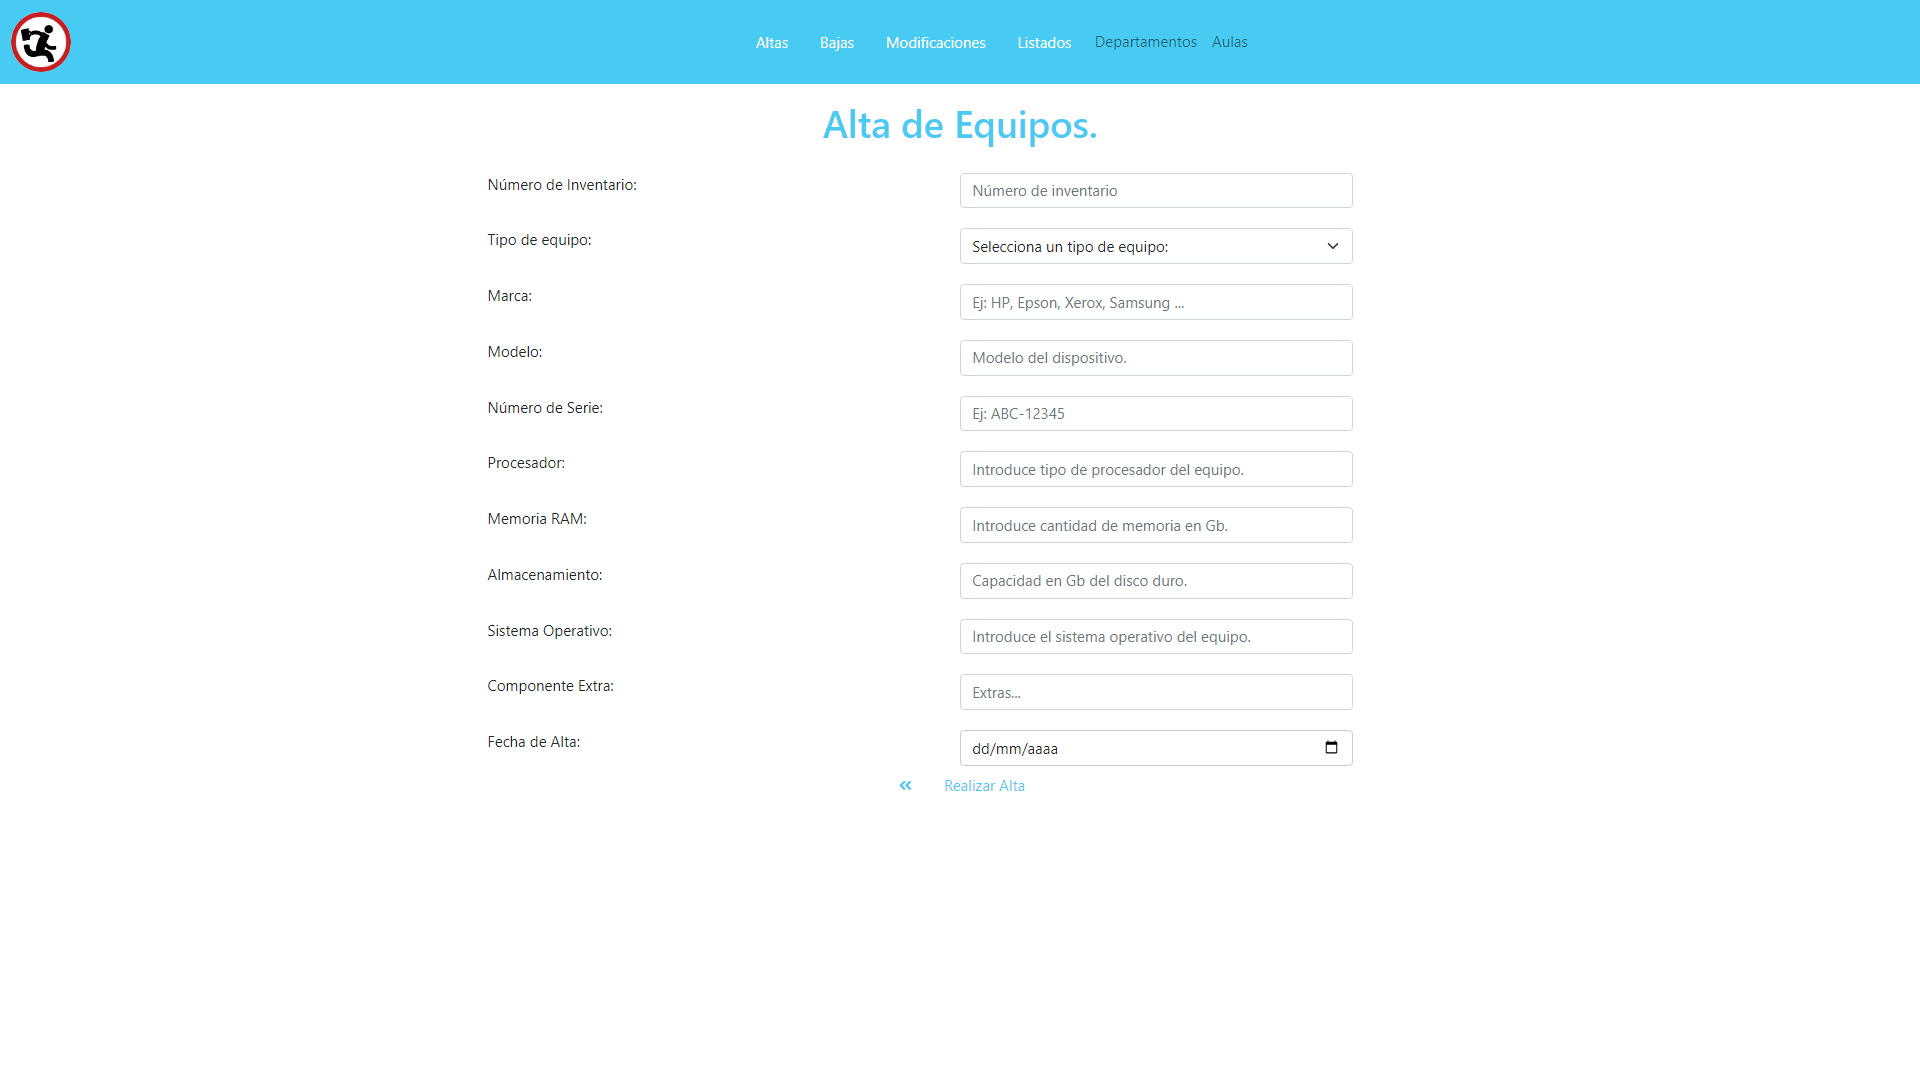 Altas Bajas Modificaciones Listados Departamentos Aulas
Alta de Equipos.
Número de Inventario: Número de inventario
Tipo de equipo: Selecciona un tipo de equipo:
Marca: Ej: HP, Epson, Xerox, Samsung ...
Modelo: Modelo del dispositivo.
Número de Serie: Ej: ABC-12345
Procesador: Introduce tipo de procesador del equipo.
Memoria RAM: Introduce cantidad de memoria en Gb.
Almacenamiento: Capacidad en Gb del disco duro.
Sistema Operativo: Introduce el sistema operativo del equipo.
Componente Extra: Extras...
Fecha de Alta: dd/mm/aaaa
Realizar Alta